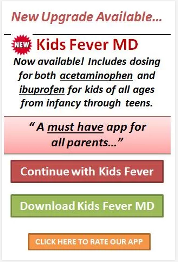 New Upgrade Available...
NEW Kids Fever MD
Now available! Includes dosing
for both acetaminophen and
ibuprofen for kids of all ages
from infancy through teens.
“ A must have app for
all parents...”
Continue with Kids Fever
Download Kids Fever MD
CLICK HERE TO RATE OUR APP